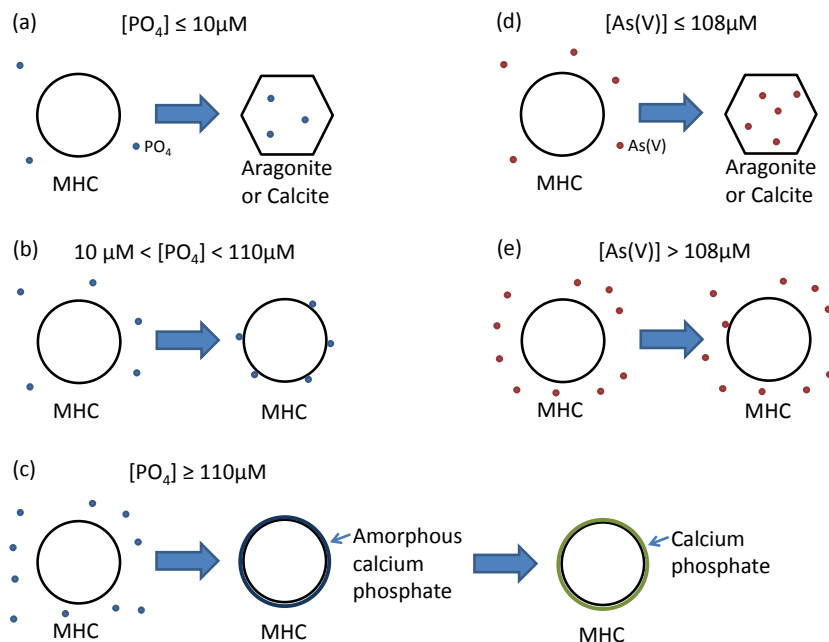 (a) [PO₄] ≤ 10µM
PO₄
MHC
Aragonite
or Calcite
(b) 10 µM < [PO₄] < 110µM
MHC
MHC
(c) [PO₄] ≥ 110µM
MHC
Amorphous
calcium
phosphate
MHC
Calcium
phosphate
MHC
(d) [As(V)] ≤ 108µM
As(V)
MHC
Aragonite
or Calcite
(e) [As(V)] > 108µM
MHC
MHC